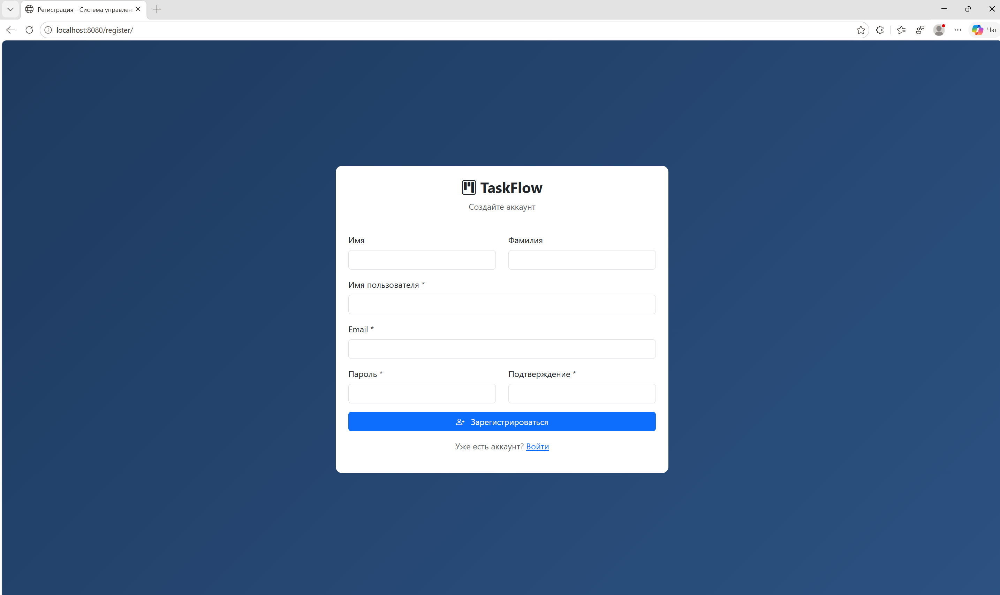 Регистрация - Система управлен
localhost:8080/register/
Чат
TaskFlow
Создайте аккаунт
Имя
Фамилия
Имя пользователя *
Email *
Пароль *
Подтверждение *
Зарегистрироваться
Уже есть аккаунт? Войти